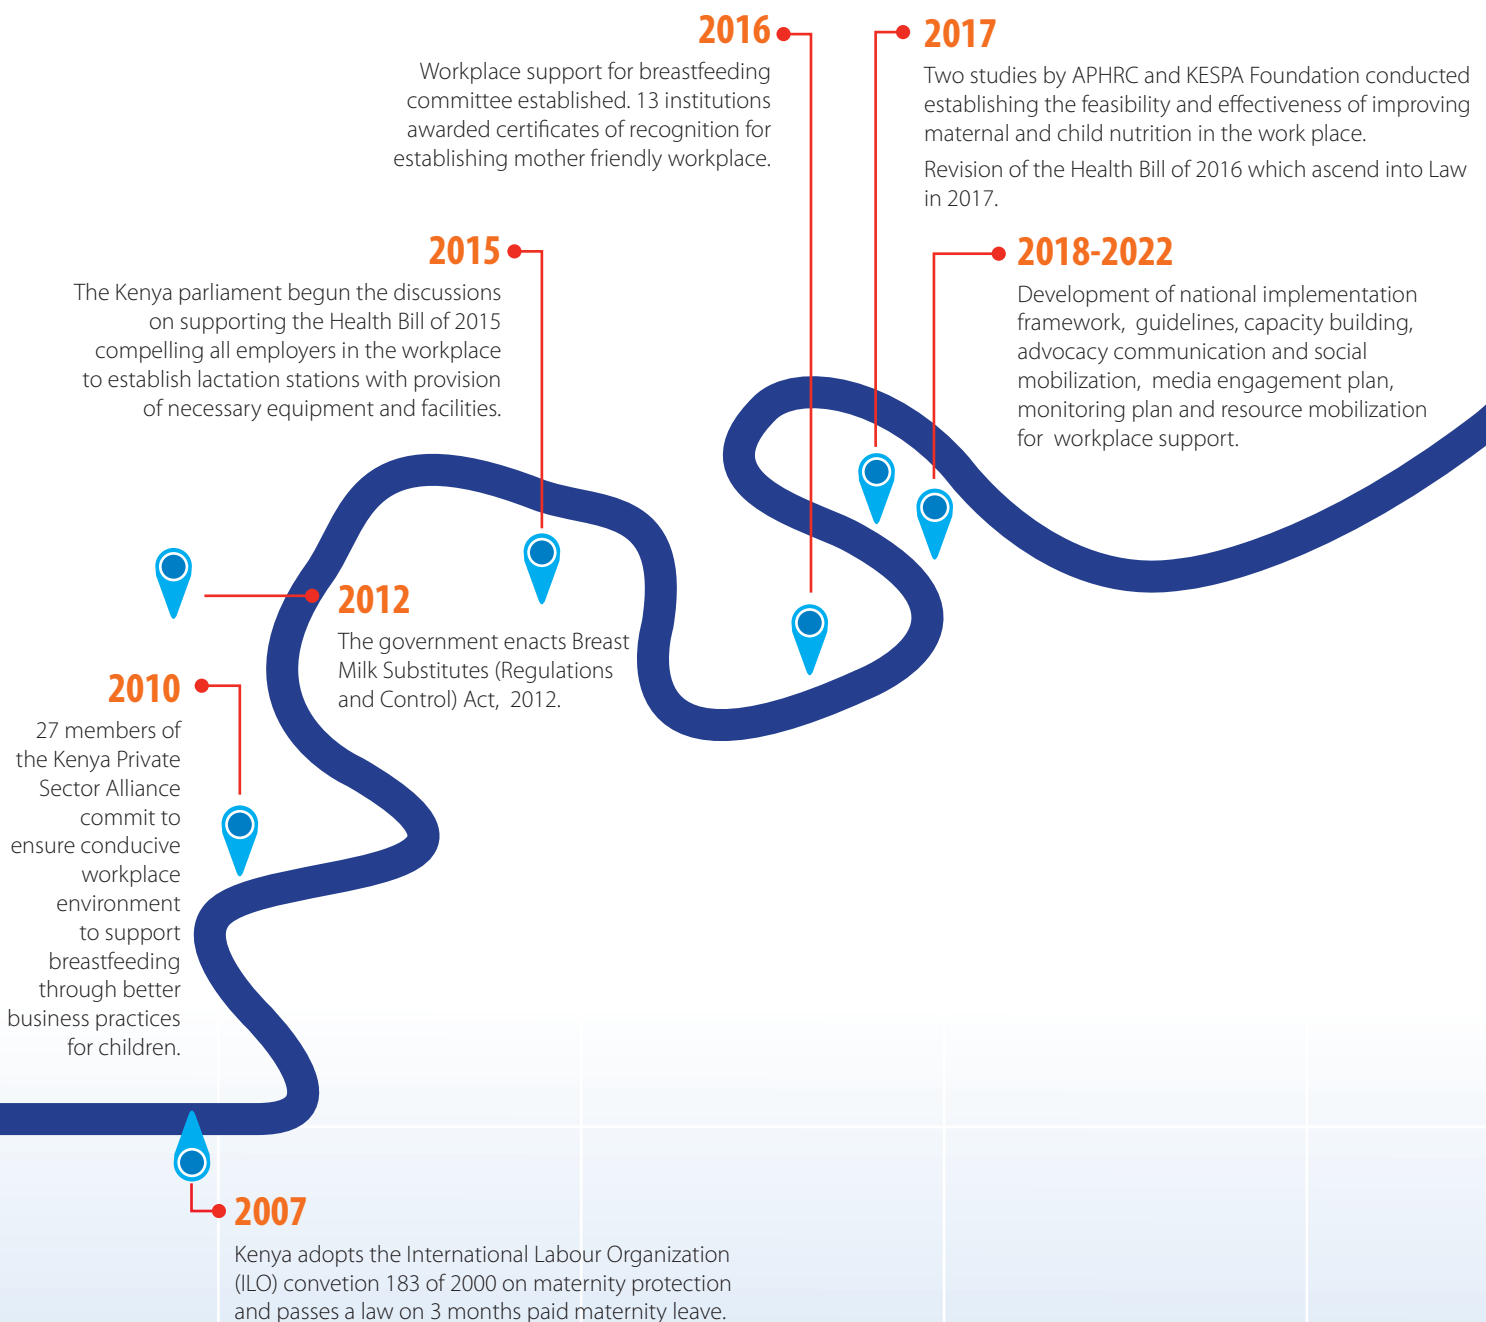 2016
Workplace support for breastfeeding
committee established. 13 institutions
awarded certificates of recognition for
establishing mother friendly workplace.
2017
Two studies by APHRC and KESPA Foundation conducted
establishing the feasibility and effectiveness of improving
maternal and child nutrition in the work place.
Revision of the Health Bill of 2016 which ascend into Law
in 2017.
2015
The Kenya parliament begun the discussions
on supporting the Health Bill of 2015
compelling all employers in the workplace
to establish lactation stations with provision
of necessary equipment and facilities.
2018-2022
Development of national implementation
framework, guidelines, capacity building,
advocacy communication and social
mobilization, media engagement plan,
monitoring plan and resource mobilization
for workplace support.
2012
The government enacts Breast
Milk Substitutes (Regulations
and Control) Act, 2012.
2010
27 members of
the Kenya Private
Sector Alliance
commit to
ensure conducive
workplace
environment
to support
breastfeeding
through better
business practices
for children.
2007
Kenya adopts the International Labour Organization
(ILO) convetion 183 of 2000 on maternity protection
and passes a law on 3 months paid maternity leave.